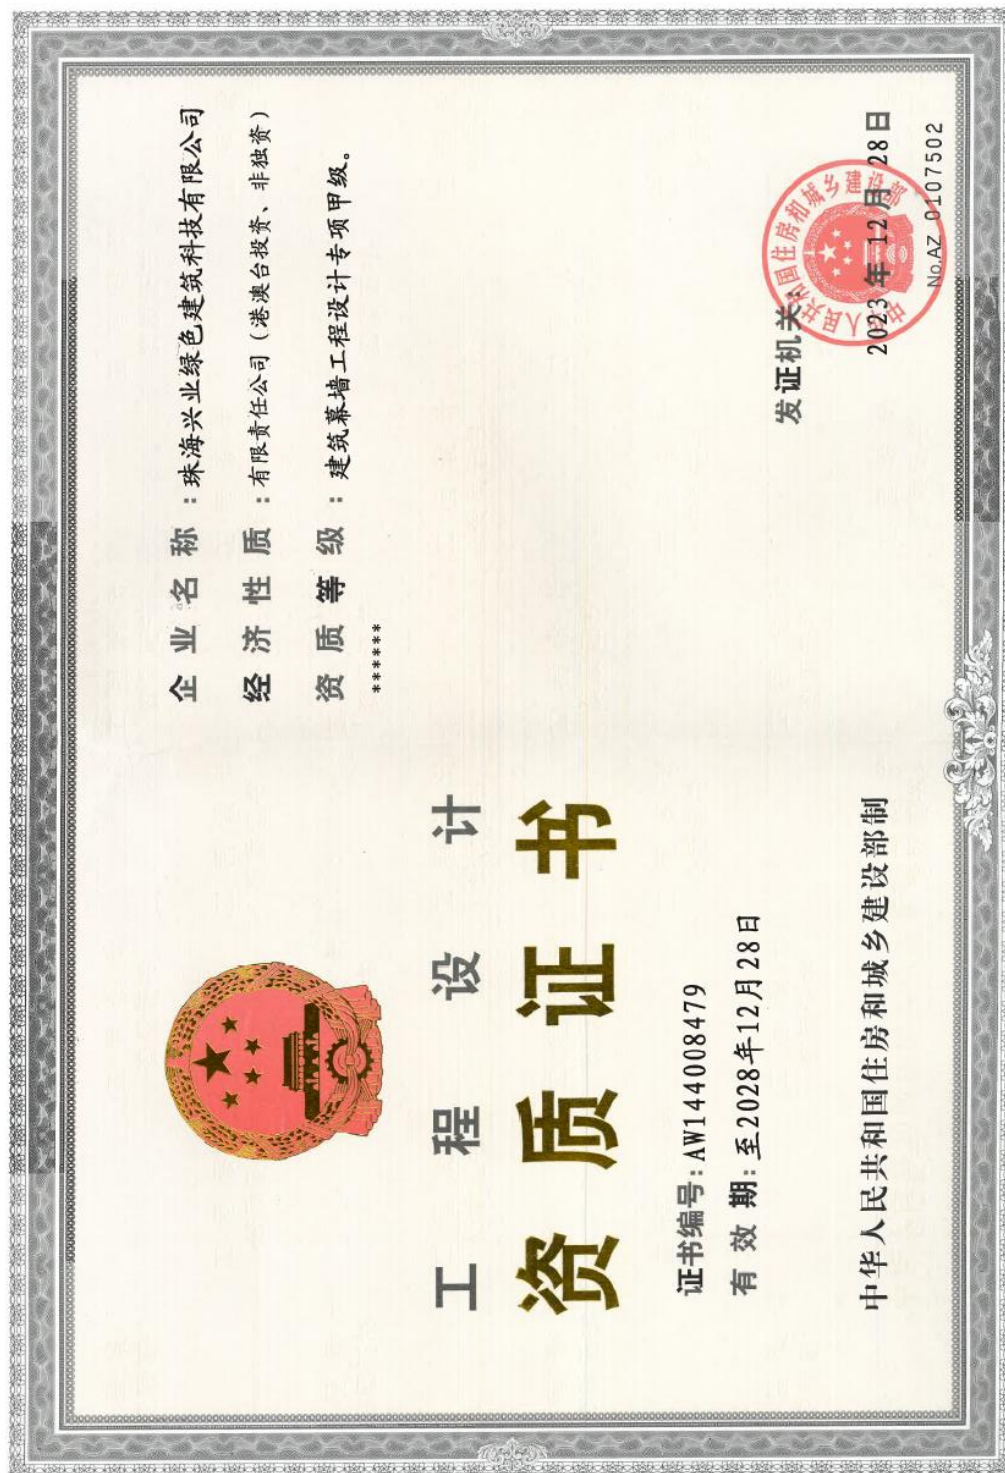 工程设计
资质证书
证书编号：AW144008479
有效期：至2028年12月28日
中华人民共和国住房和城乡建设部制
企业名称：珠海兴业绿色建筑科技有限公司
经济性质：有限责任公司（港澳台投资、非独资）
资质等级：建筑幕墙工程设计专项甲级。
******
发证机关：
中华人民共和国住房和城乡建设部
2023年12月28日
No.AZ 0107502